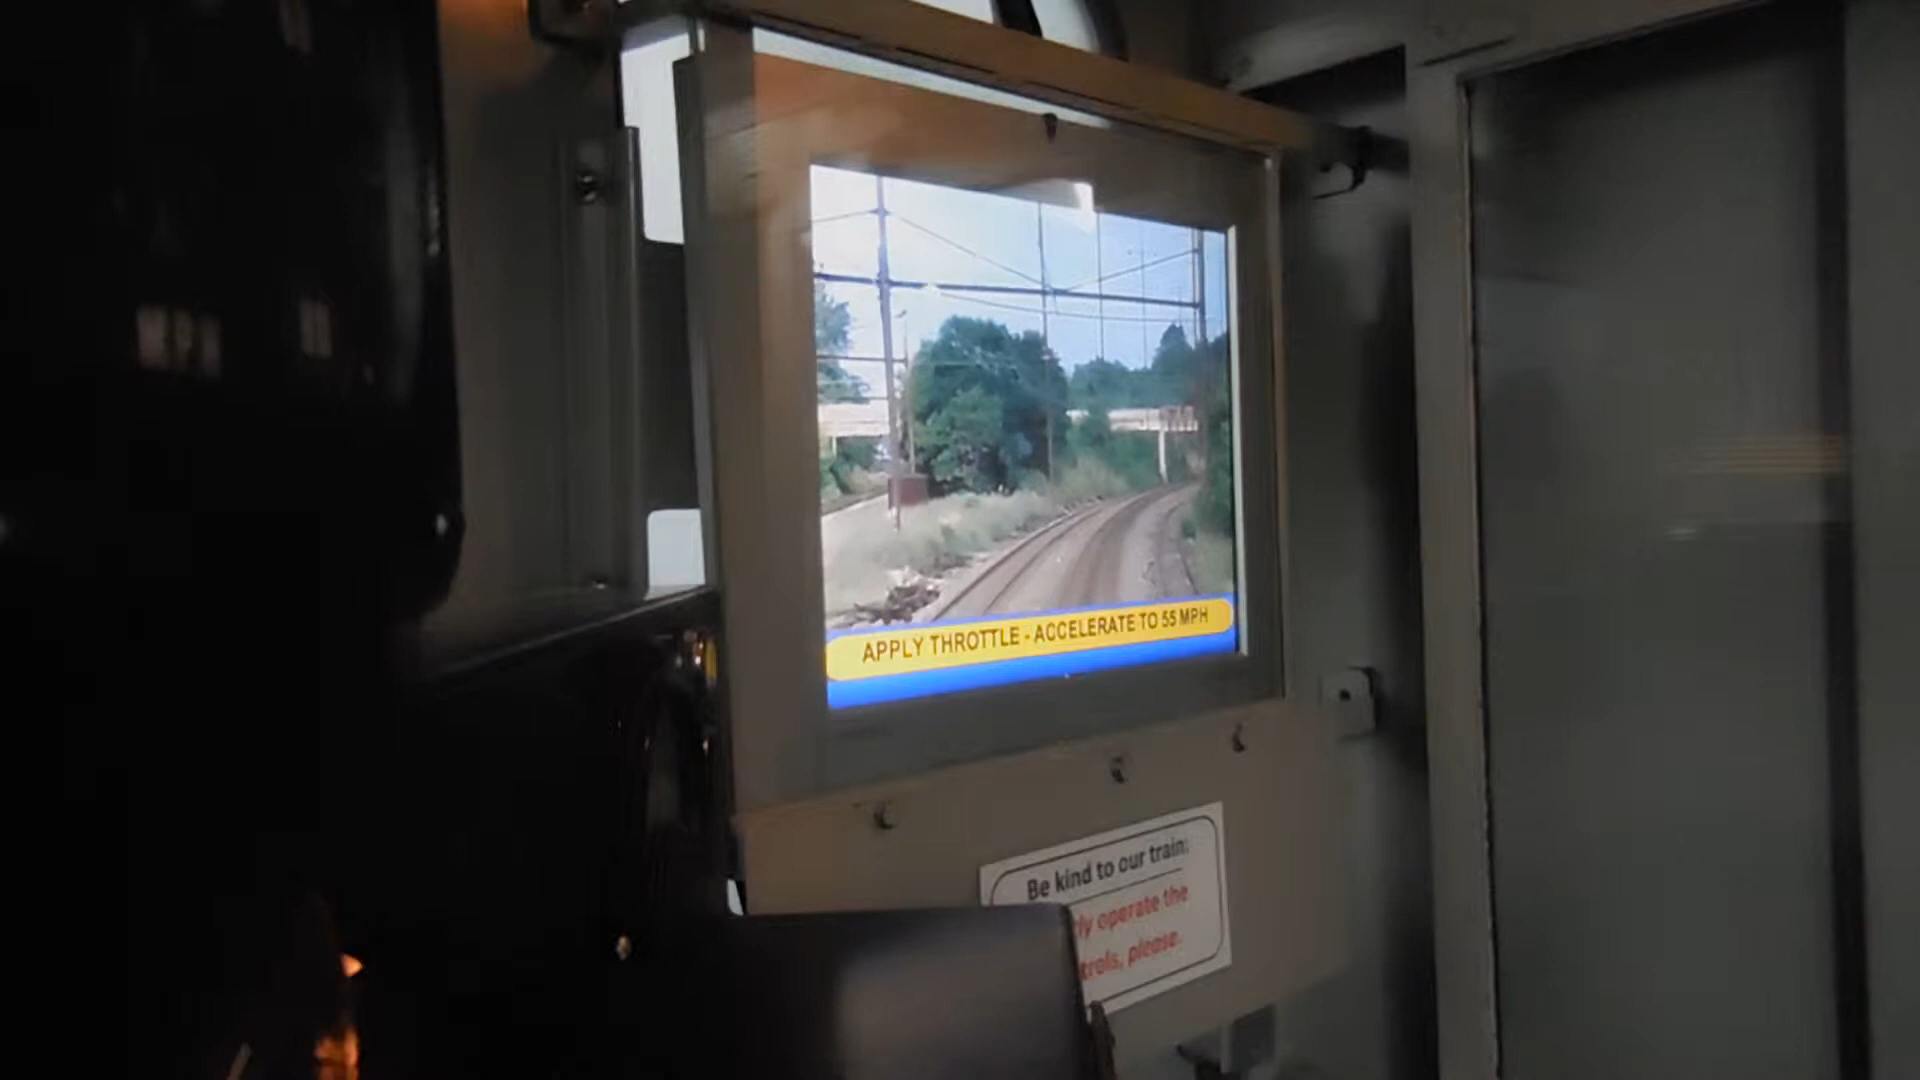 APPLY THROTTLE - ACCELERATE TO 55 MPH
Be kind to our train:
operate the
please.